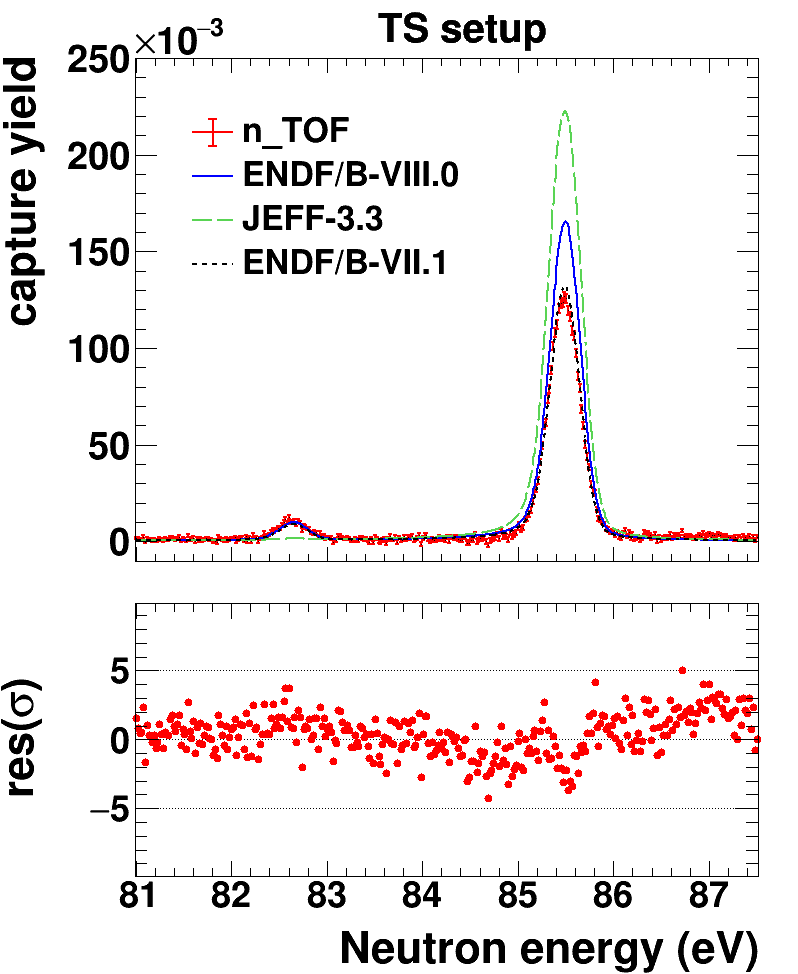 TS setup
×10⁻³
capture yield
250
200
150
100
50
0
n_TOF
ENDF/B-VIII.0
JEFF-3.3
ENDF/B-VII.1
res(σ)
5
0
−5
81 82 83 84 85 86 87
Neutron energy (eV)